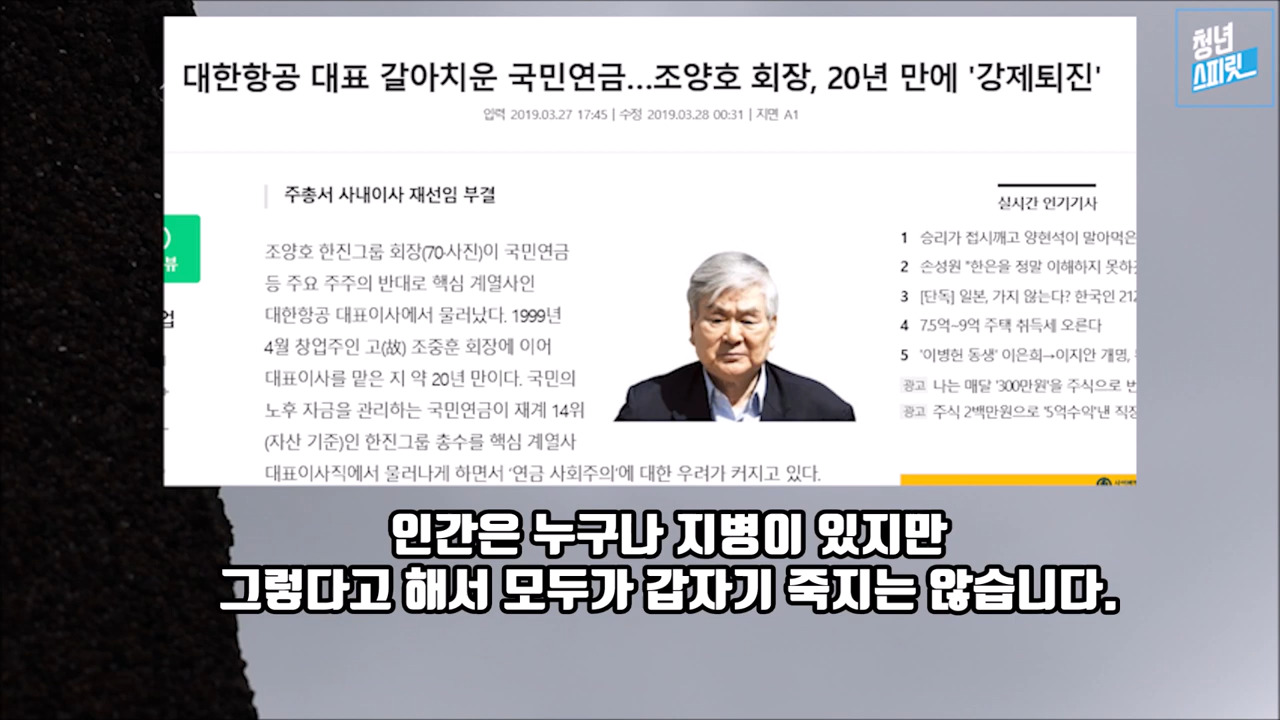 청년
스피릿
대한항공 대표 갈아치운 국민연금...조양호 회장, 20년 만에 '강제퇴진'
입력 2019.03.27 17:45 | 수정 2019.03.28 00:31 | 지면 A1
주총서 사내이사 재선임 부결
조양호 한진그룹 회장(70·사진)이 국민연금
등 주요 주주의 반대로 핵심 계열사인
대한항공 대표이사에서 물러났다. 1999년
4월 창업주인 고(故) 조중훈 회장에 이어
대표이사를 맡은 지 약 20년 만이다. 국민의
노후 자금을 관리하는 국민연금이 재계 14위
(자산 기준)인 한진그룹 총수를 핵심 계열사
대표이사직에서 물러나게 하면서 '연금 사회주의'에 대한 우려가 커지고 있다.
뷰
업
실시간 인기기사
1 승리가 접시깨고 양현석이 말아먹은
2 손성원 "한은을 정말 이해하지 못하
3 [단독] 일본, 가지 않는다? 한국인 212
4 7.5억~9억 주택 취득세 오른다
5 '이병헌 동생' 이은희→이지안 개명,
광고 나는 매달 '300만원'을 주식으로 번
광고 주식 2백만원으로 '5억수익'낸 직장
인간은 누구나 지병이 있지만
그렇다고 해서 모두가 갑자기 죽지는 않습니다.